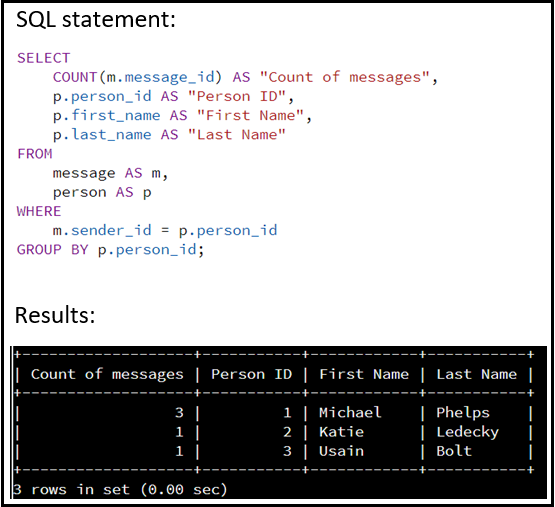 SQL statement:
SELECT
    COUNT(m.message_id) AS "Count of messages",
    p.person_id AS "Person ID",
    p.first_name AS "First Name",
    p.last_name AS "Last Name"
FROM
    message AS m,
    person AS p
WHERE
    m.sender_id = p.person_id
GROUP BY p.person_id;
Results:
+-------------------+-----------+------------+-----------+
| Count of messages | Person ID | First Name | Last Name |
+-------------------+-----------+------------+-----------+
|                 3 |         1 | Michael    | Phelps    |
|                 1 |         2 | Katie      | Ledecky   |
|                 1 |         3 | Usain      | Bolt      |
+-------------------+-----------+------------+-----------+
3 rows in set (0.00 sec)